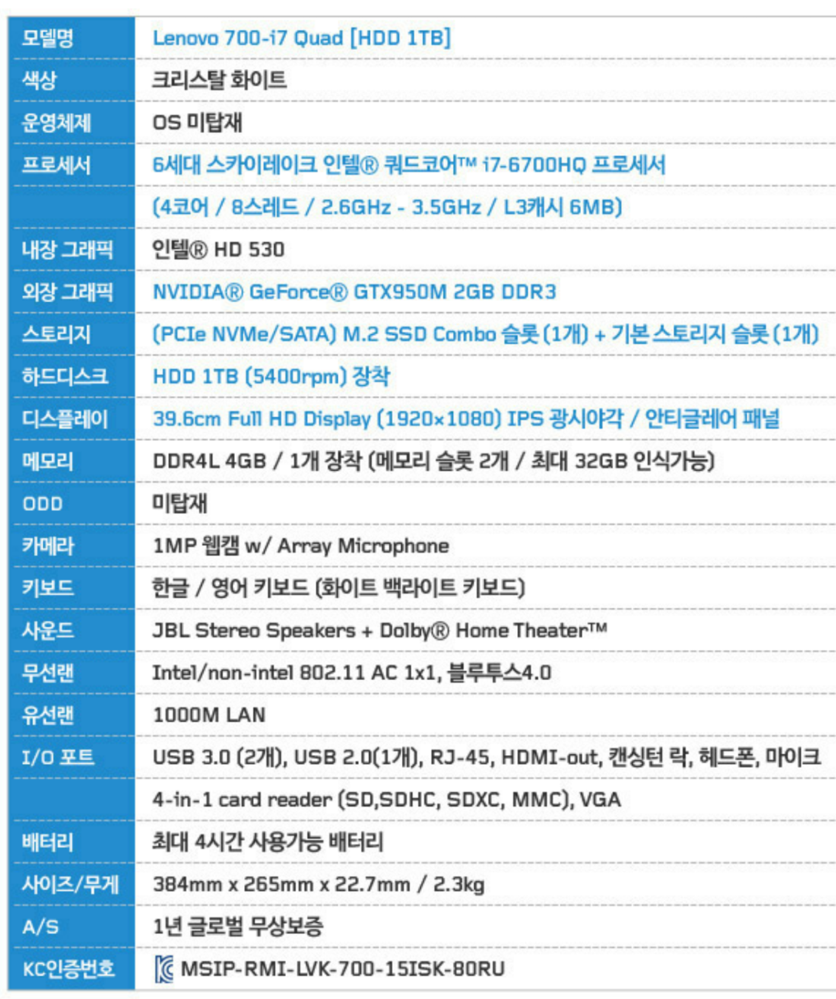 모델명 Lenovo 700-i7 Quad [HDD 1TB]
색상 크리스탈 화이트
운영체제 OS 미탑재
프로세서 6세대 스카이레이크 인텔® 쿼드코어™ i7-6700HQ 프로세서
(4코어 / 8스레드 / 2.6GHz - 3.5GHz / L3캐시 6MB)
내장 그래픽 인텔® HD 530
외장 그래픽 NVIDIA® GeForce® GTX950M 2GB DDR3
스토리지 (PCIe NVMe/SATA) M.2 SSD Combo 슬롯 (1개) + 기본 스토리지 슬롯 (1개)
하드디스크 HDD 1TB (5400rpm) 장착
디스플레이 39.6cm Full HD Display (1920×1080) IPS 광시야각 / 안티글레어 패널
메모리 DDR4L 4GB / 1개 장착 (메모리 슬롯 2개 / 최대 32GB 인식가능)
ODD 미탑재
카메라 1MP 웹캠 w/ Array Microphone
키보드 한글 / 영어 키보드 (화이트 백라이트 키보드)
사운드 JBL Stereo Speakers + Dolby® Home Theater™
무선랜 Intel/non-intel 802.11 AC 1x1, 블루투스4.0
유선랜 1000M LAN
I/O 포트 USB 3.0 (2개), USB 2.0(1개), RJ-45, HDMI-out, 캔싱턴 락, 헤드폰, 마이크
4-in-1 card reader (SD,SDHC, SDXC, MMC), VGA
배터리 최대 4시간 사용가능 배터리
사이즈/무게 384mm x 265mm x 22.7mm / 2.3kg
A/S 1년 글로벌 무상보증
KC인증번호 KC MSIP-RMI-LVK-700-15ISK-80RU